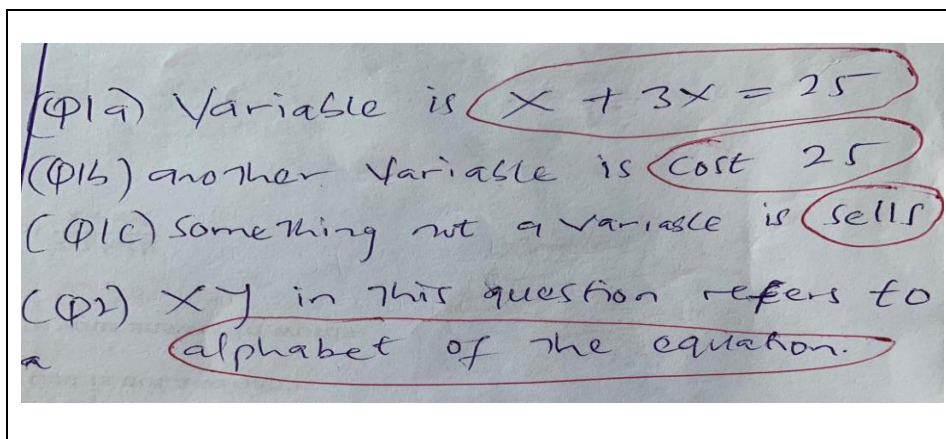 (Q1a) Variable is x + 3x = 25
(Q1b) another Variable is Cost 25
(Q1C) something not a variable is sells
(Q2) XY in this question refers to
a alphabet of the equation.